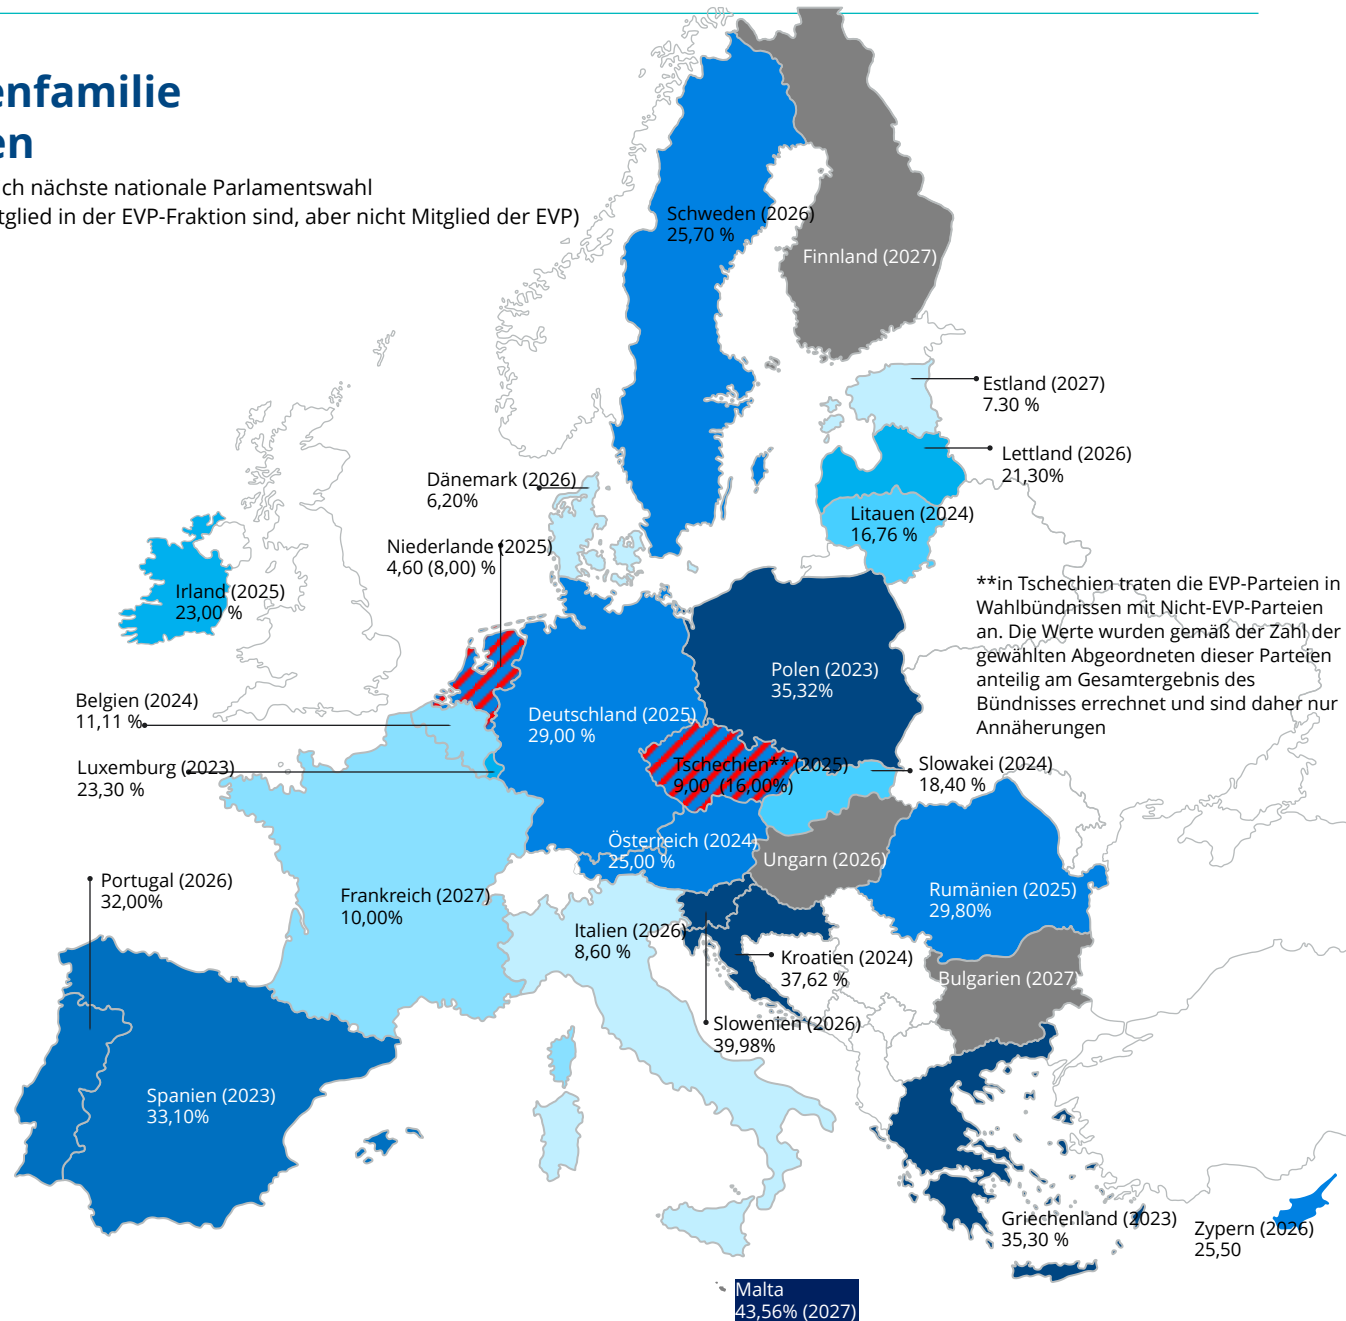 enfamilie
en
ch nächste nationale Parlamentswahl
tglied in der EVP-Fraktion sind, aber nicht Mitglied der EVP)
Schweden (2026)
25,70 %
Finnland (2027)
Estland (2027)
7.30 %
Lettland (2026)
21,30%
Dänemark (2026)
6,20%
Litauen (2024)
16,76 %
Niederlande (2025)
4,60 (8,00) %
Irland (2025)
23,00 %
**in Tschechien traten die EVP-Parteien in
Wahlbündnissen mit Nicht-EVP-Parteien
an. Die Werte wurden gemäß der Zahl der
gewählten Abgeordneten dieser Parteien
anteilig am Gesamtergebnis des
Bündnisses errechnet und sind daher nur
Annäherungen
Polen (2023)
35,32%
Belgien (2024)
11,11 %
Deutschland (2025)
29,00 %
Luxemburg (2023)
23,30 %
Tschechien** (2025)
9,00  (16,00%)
Slowakei (2024)
18,40 %
Österreich (2024)
25,00 %
Ungarn (2026)
Portugal (2026)
32,00%
Frankreich (2027)
10,00%
Rumänien (2025)
29,80%
Italien (2026)
8,60 %
Kroatien (2024)
37,62 %
Bulgarien (2027)
Slowenien (2026)
39,98%
Spanien (2023)
33,10%
Griechenland (2023)
35,30 %
Zypern (2026)
25,50
Malta
43,56% (2027)